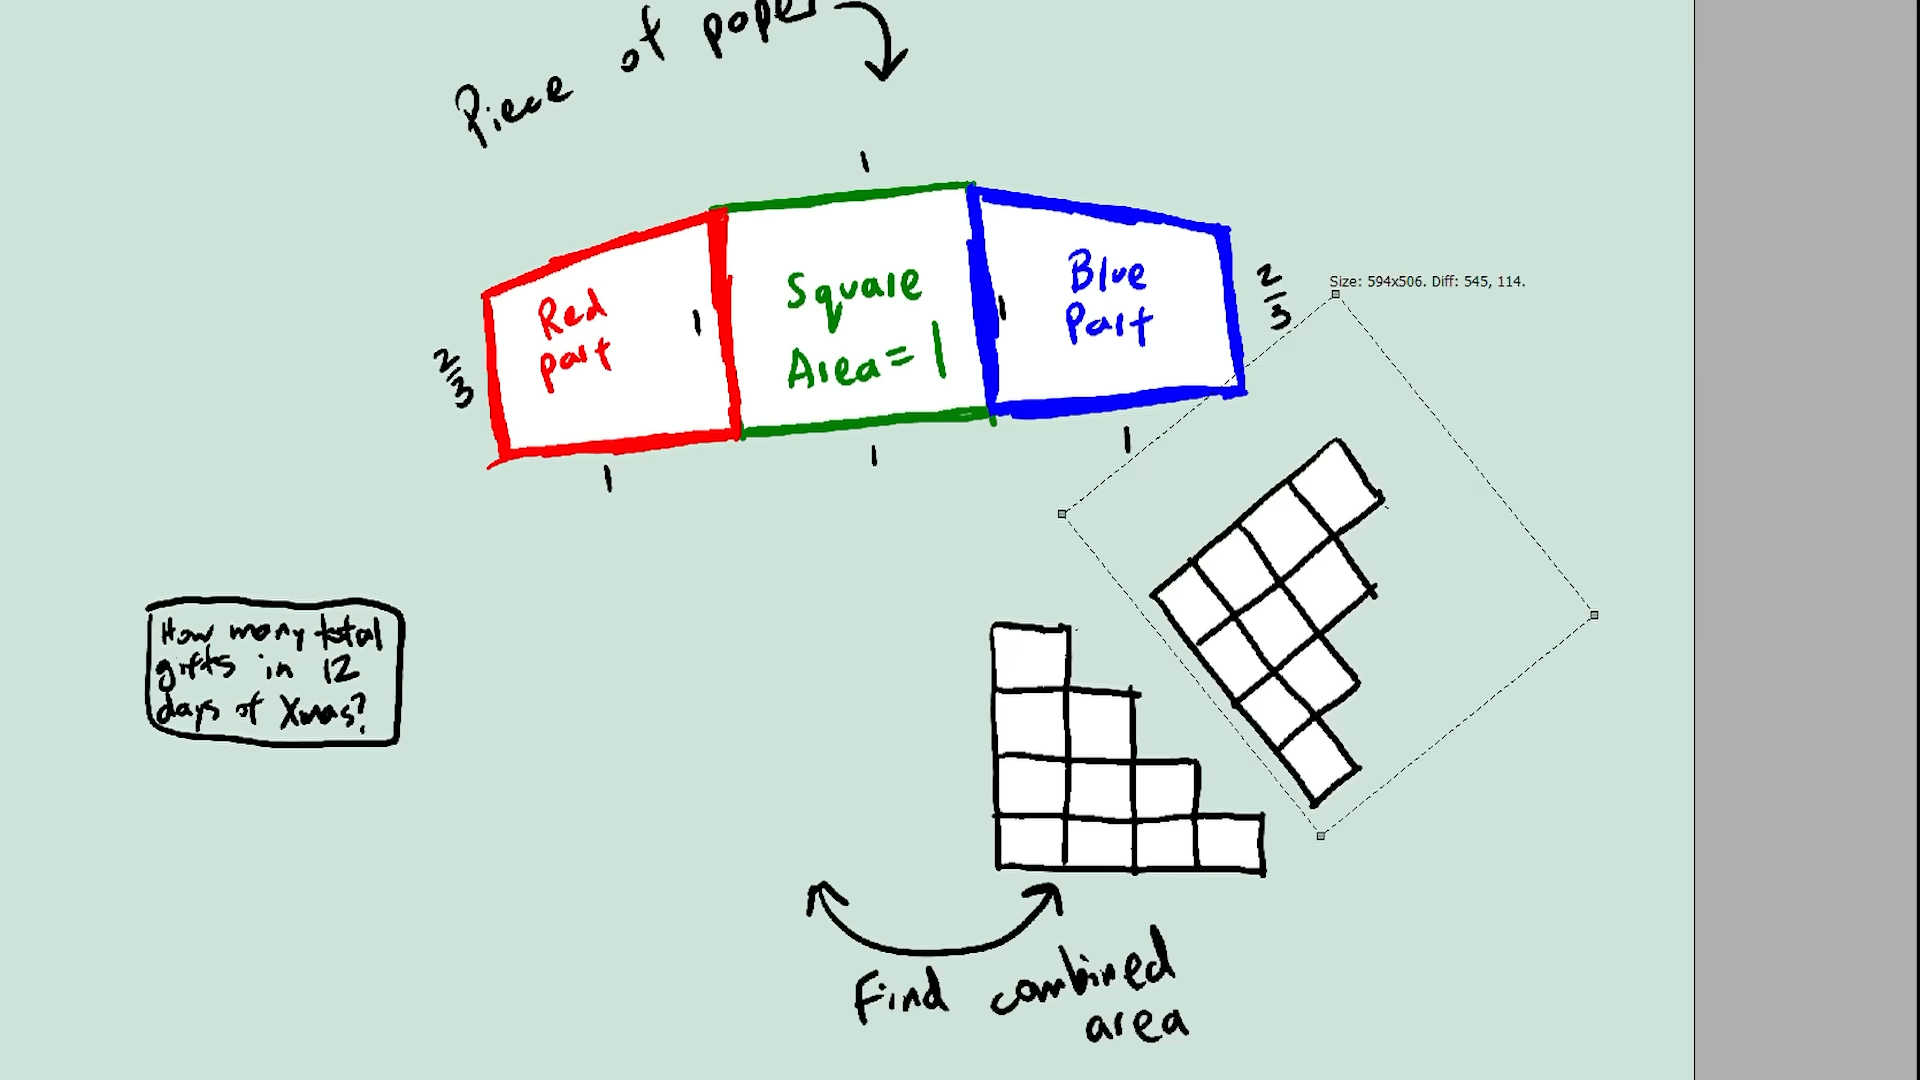 Piece of paper
1
Red
part
1
2/3
1
Square
Area = 1
1
Blue
Part
1
2/3
1
Size: 594x506. Diff: 545, 114.
How many total
gifts in 12
days of Xmas?
Find combined
area